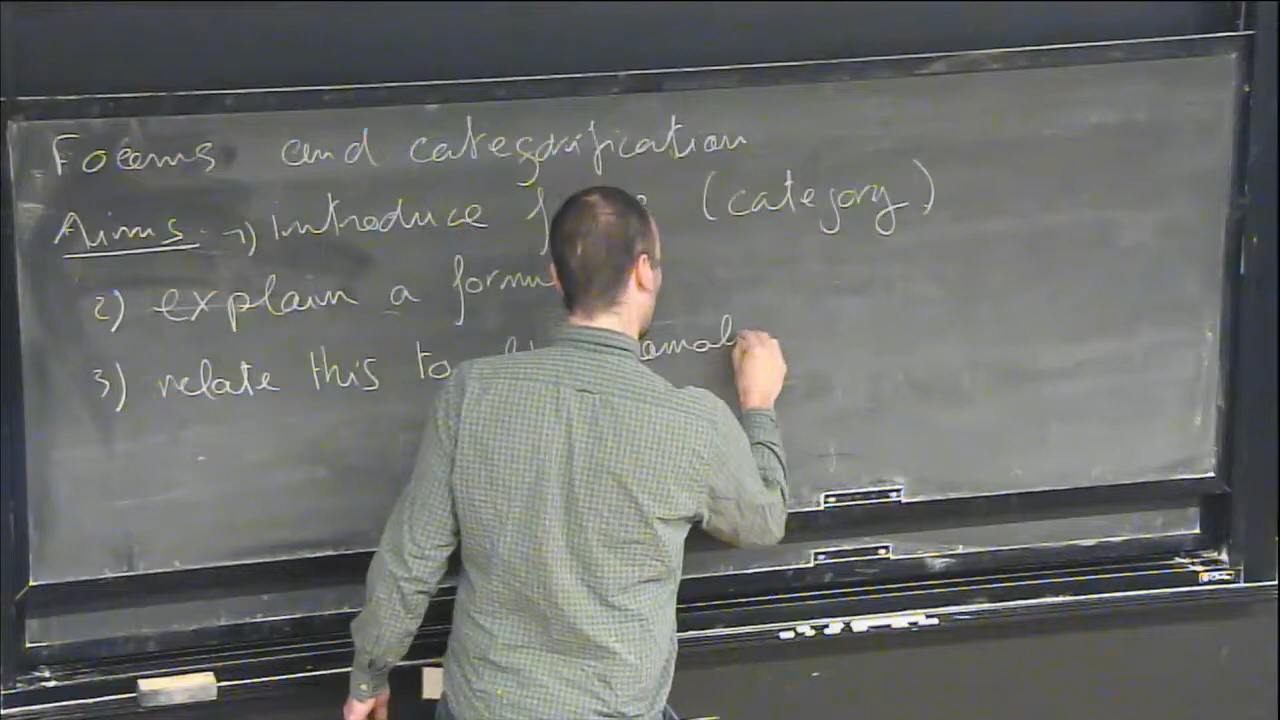 Foams and categorification
Aims: 1) introduce (category)
2) explain a
3) relate this to